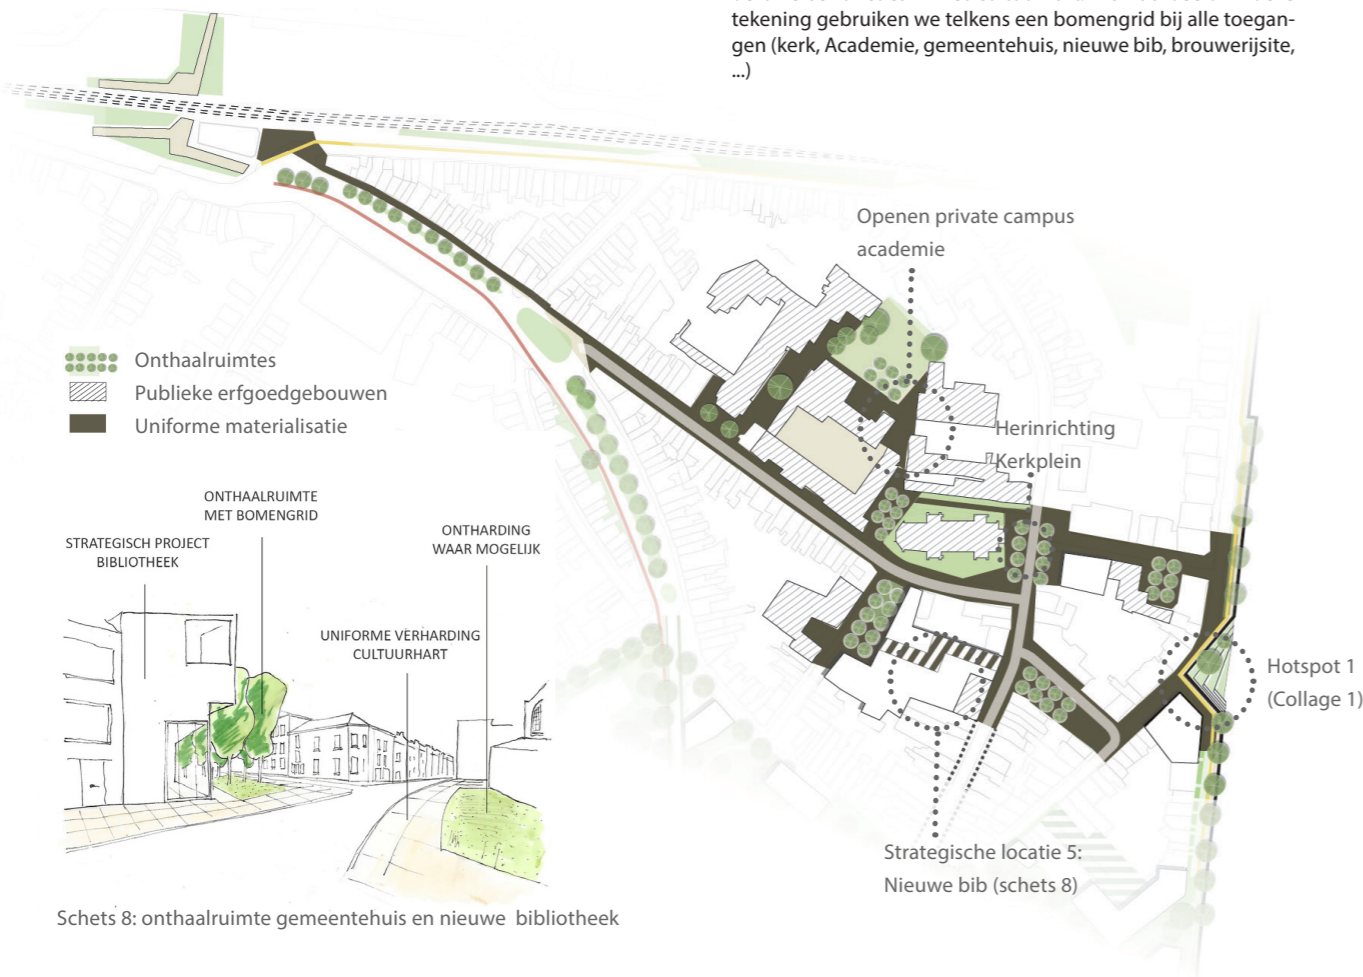 tekening gebruiken we telkens een bomengrid bij alle toegan-
gen (kerk, Academie, gemeentehuis, nieuwe bib, brouwerijsite,
...)
Openen private campus
academie
Onthaalruimtes
Publieke erfgoedgebouwen
Uniforme materialisatie
Herinrichting
Kerkplein
ONTHAALRUIMTE
MET BOMENGRID
STRATEGISCH PROJECT
BIBLIOTHEEK
ONTHARDING
WAAR MOGELIJK
UNIFORME VERHARDING
CULTUURHART
Hotspot 1
(Collage 1)
Strategische locatie 5:
Nieuwe bib (schets 8)
Schets 8: onthaalruimte gemeentehuis en nieuwe bibliotheek